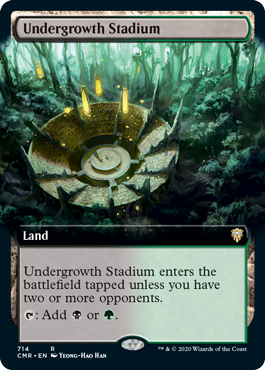 Undergrowth Stadium
Land
Undergrowth Stadium enters the
battlefield tapped unless you have
two or more opponents.
: Add or .
714 R
CMR • EN Yeong-Hao Han
™ & © 2020 Wizards of the Coast